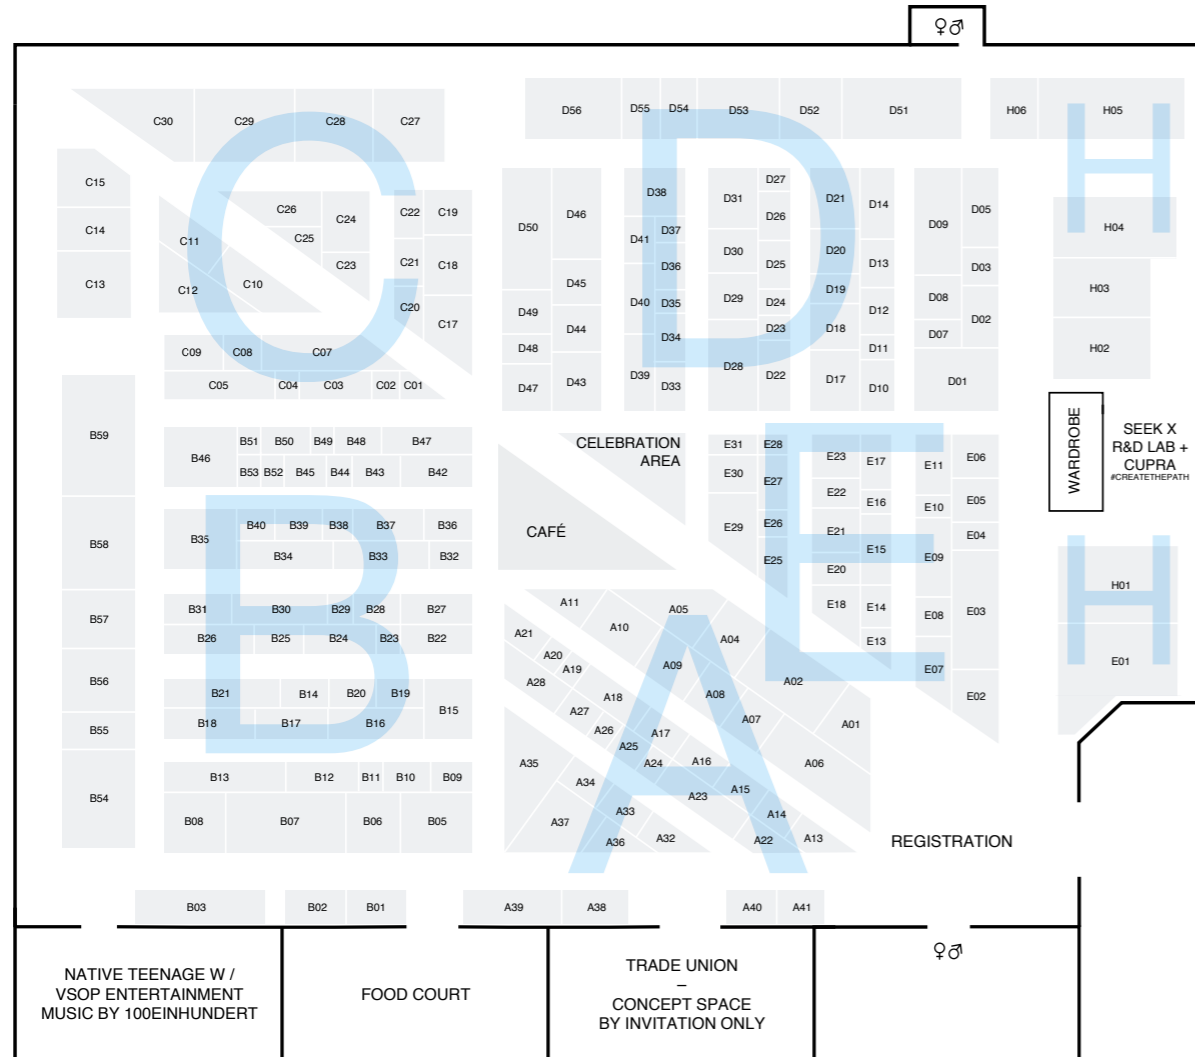 ♀♂
C30 C29 C28 C27
D56 D55 D54 D53 D52 D51
H06 H05
C15
C14
C13
C26 C24 C22 C19
C25
C11 C23 C21 C18
C12 C10 C20 C17
C09 C08 C07
C05 C04 C03 C02 C01
C
D50 D46
D45
D49 D44
D48
D47 D43
D38
D41 D37
D36
D40 D35
D34
D39 D33
D31 D27
D26
D30 D25
D29 D24
D23
D28 D22
D21 D14
D20 D13
D19 D12
D18 D11
D17 D10
D09 D05
D03
D08 D02
D07
D01
D
H04
H03
H02
H
WARDROBE
SEEK X
R&D LAB +
CUPRA
#CREATETHEPATH
B59
B58
B57
B56
B55
B54
B46 B51 B50 B49 B48 B47
B53 B52 B45 B44 B43 B42
B35 B40 B39 B38 B37 B36
B34 B33 B32
B31 B30 B29 B28 B27
B26 B25 B24 B23 B22
B21 B14 B20 B19 B15
B18 B17 B16
B13 B12 B11 B10 B09
B08 B07 B06 B05
B
CELEBRATION
AREA
CAFÉ
E31 E28
E30 E27
E29 E26
E25
E23 E17
E22 E16
E21 E15
E20
E18 E14
E13
E11 E06
E10 E05
E09 E04
E08 E03
E07
E02
E
H01
E01
H
A11 A05
A10 A04
A21 A09 A02
A20 A08
A19 A07 A01
A28 A18 A06
A27 A17
A26 A16
A25 A15
A24 A14
A23 A13
A22
A35
A34
A37 A33
A36 A32
A
REGISTRATION
B03 B02 B01 A39 A38 A40 A41
NATIVE TEENAGE W /
VSOP ENTERTAINMENT
MUSIC BY 100EINHUNDERT
FOOD COURT
TRADE UNION
–
CONCEPT SPACE
BY INVITATION ONLY
♀♂